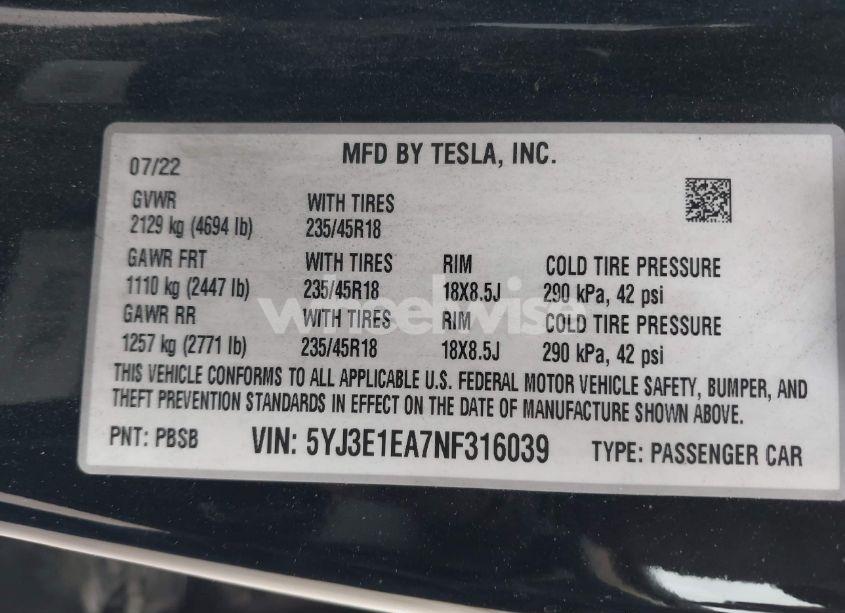 MFD BY TESLA, INC.
07/22
GVWR WITH TIRES
2129 kg (4694 lb) 235/45R18
GAWR FRT WITH TIRES RIM COLD TIRE PRESSURE
1110 kg (2447 lb) 235/45R18 18X8.5J 290 kPa, 42 psi
GAWR RR WITH TIRES RIM COLD TIRE PRESSURE
1257 kg (2771 lb) 235/45R18 18X8.5J 290 kPa, 42 psi
THIS VEHICLE CONFORMS TO ALL APPLICABLE U.S. FEDERAL MOTOR VEHICLE SAFETY, BUMPER, AND
THEFT PREVENTION STANDARDS IN EFFECT ON THE DATE OF MANUFACTURE SHOWN ABOVE.
PNT: PBSB VIN: 5YJ3E1EA7NF316039 TYPE: PASSENGER CAR
wheelwiser